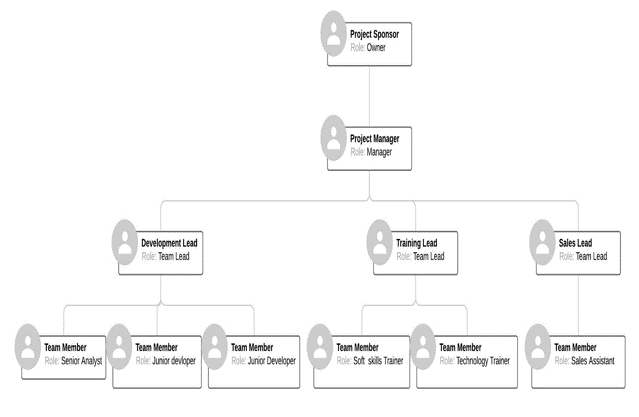 Project Sponsor
Role: Owner
Project Manager
Role: Manager
Development Lead
Role: Team Lead
Training Lead
Role: Team Lead
Sales Lead
Role: Team Lead
Team Member
Role: Senior Analyst
Team Member
Role: Junior devloper
Team Member
Role: Junior Developer
Team Member
Role: Soft skills Trainer
Team Member
Role: Technology Trainer
Team Member
Role: Sales Assistant